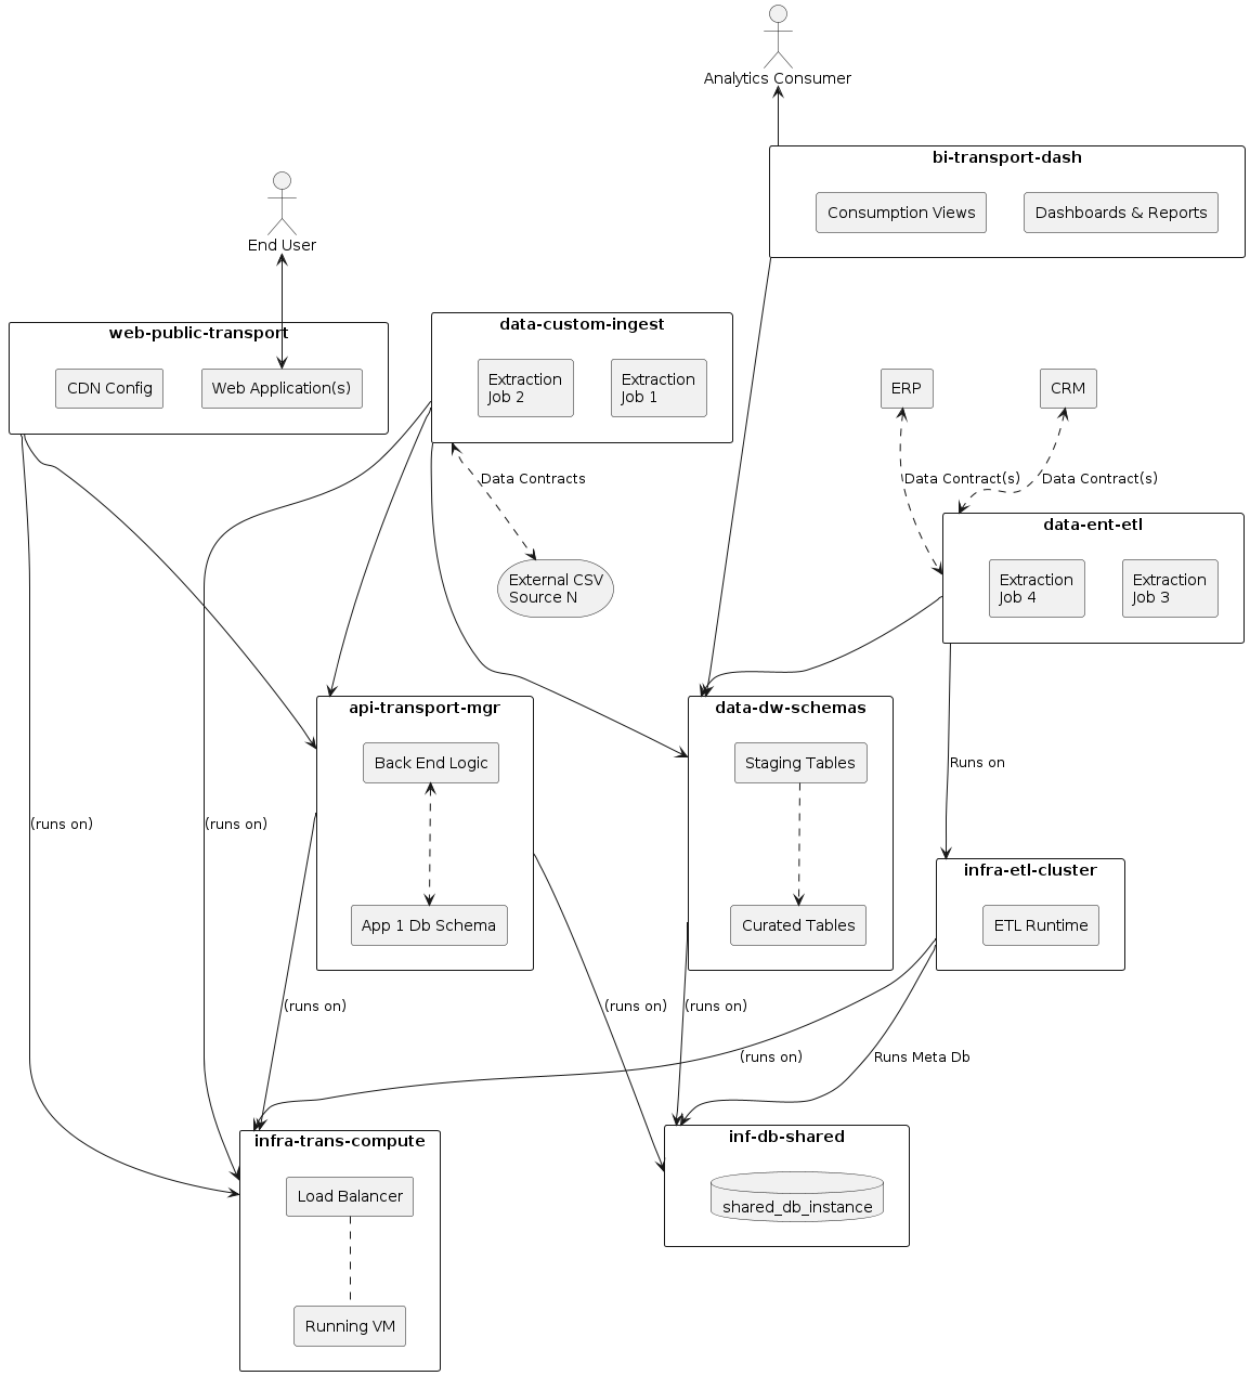 Analytics Consumer
bi-transport-dash
Consumption Views
Dashboards & Reports
End User
web-public-transport
CDN Config
Web Application(s)
data-custom-ingest
Extraction
Job 2
Extraction
Job 1
ERP
CRM
Data Contracts
Data Contract(s)
Data Contract(s)
External CSV
Source N
data-ent-etl
Extraction
Job 4
Extraction
Job 3
api-transport-mgr
Back End Logic
App 1 Db Schema
data-dw-schemas
Staging Tables
Curated Tables
Runs on
(runs on)
(runs on)
infra-etl-cluster
ETL Runtime
(runs on)
(runs on)
(runs on)
(runs on)
Runs Meta Db
infra-trans-compute
Load Balancer
Running VM
inf-db-shared
shared_db_instance